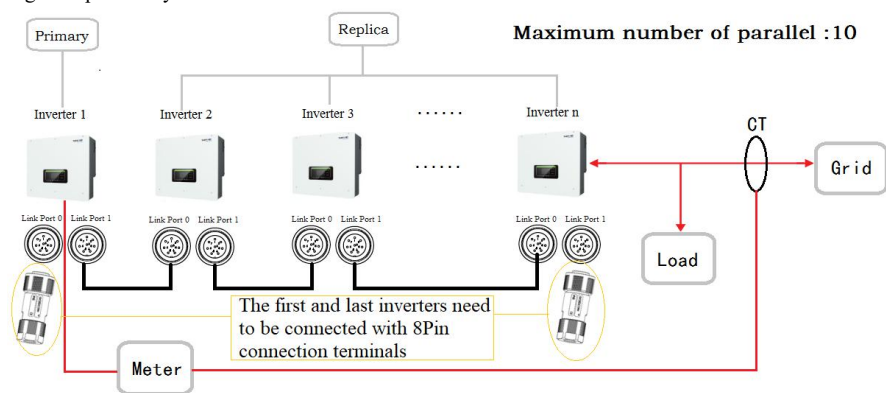 Primary
Replica
Maximum number of parallel :10
Inverter 1
Inverter 2
Inverter 3
......
Inverter n
......
CT
Grid
Link Port 0
Link Port 1
Link Port 0
Link Port 1
Link Port 0
Link Port 1
Link Port 0
Link Port 1
Load
The first and last inverters need
to be connected with 8Pin
connection terminals
Meter